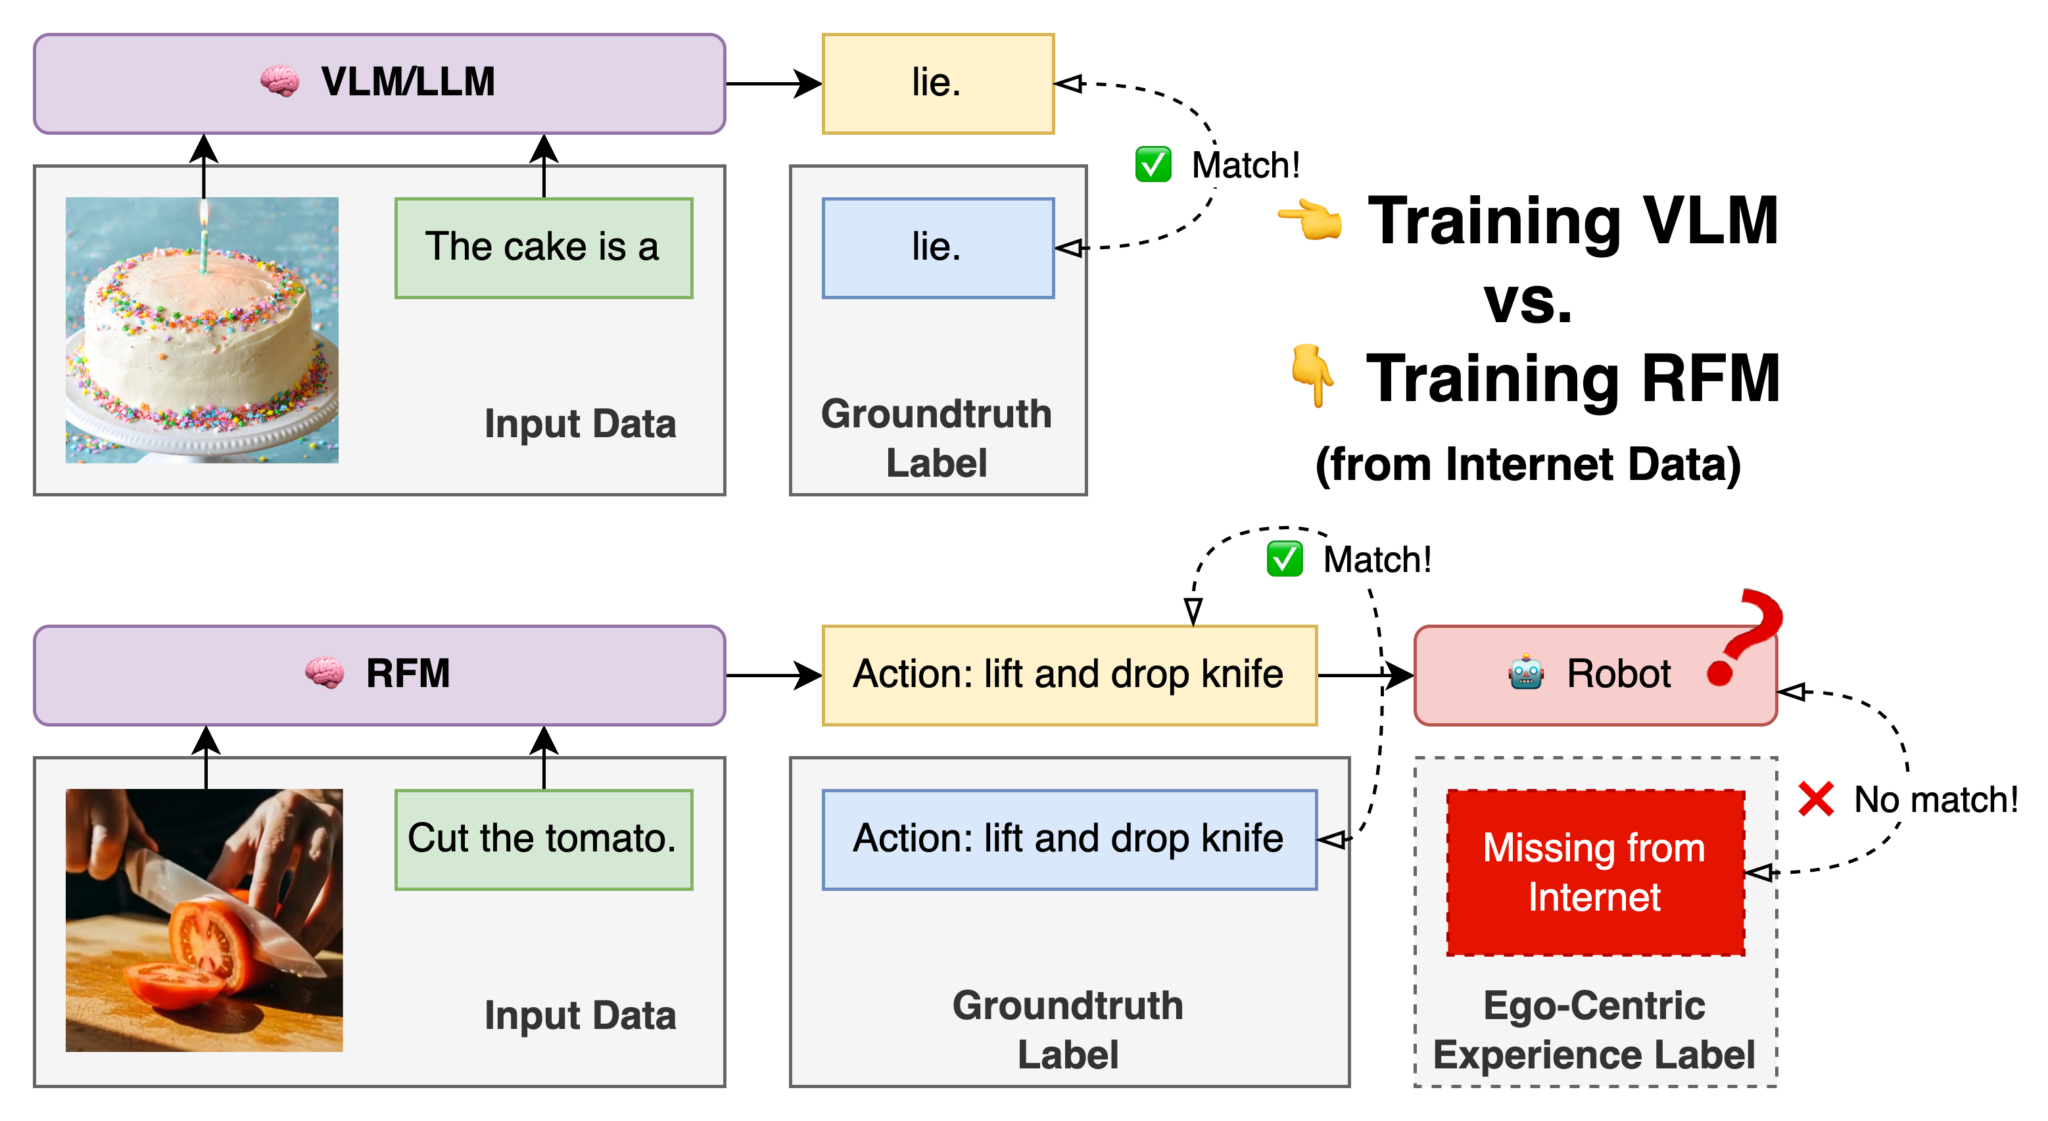 VLM/LLM
lie.
Match!
The cake is a
lie.
Input Data
Groundtruth
Label
Training VLM
vs.
Training RFM
(from Internet Data)
Match!
RFM
Action: lift and drop knife
Robot
Cut the tomato.
Action: lift and drop knife
Missing from
Internet
No match!
Input Data
Groundtruth
Label
Ego-Centric
Experience Label